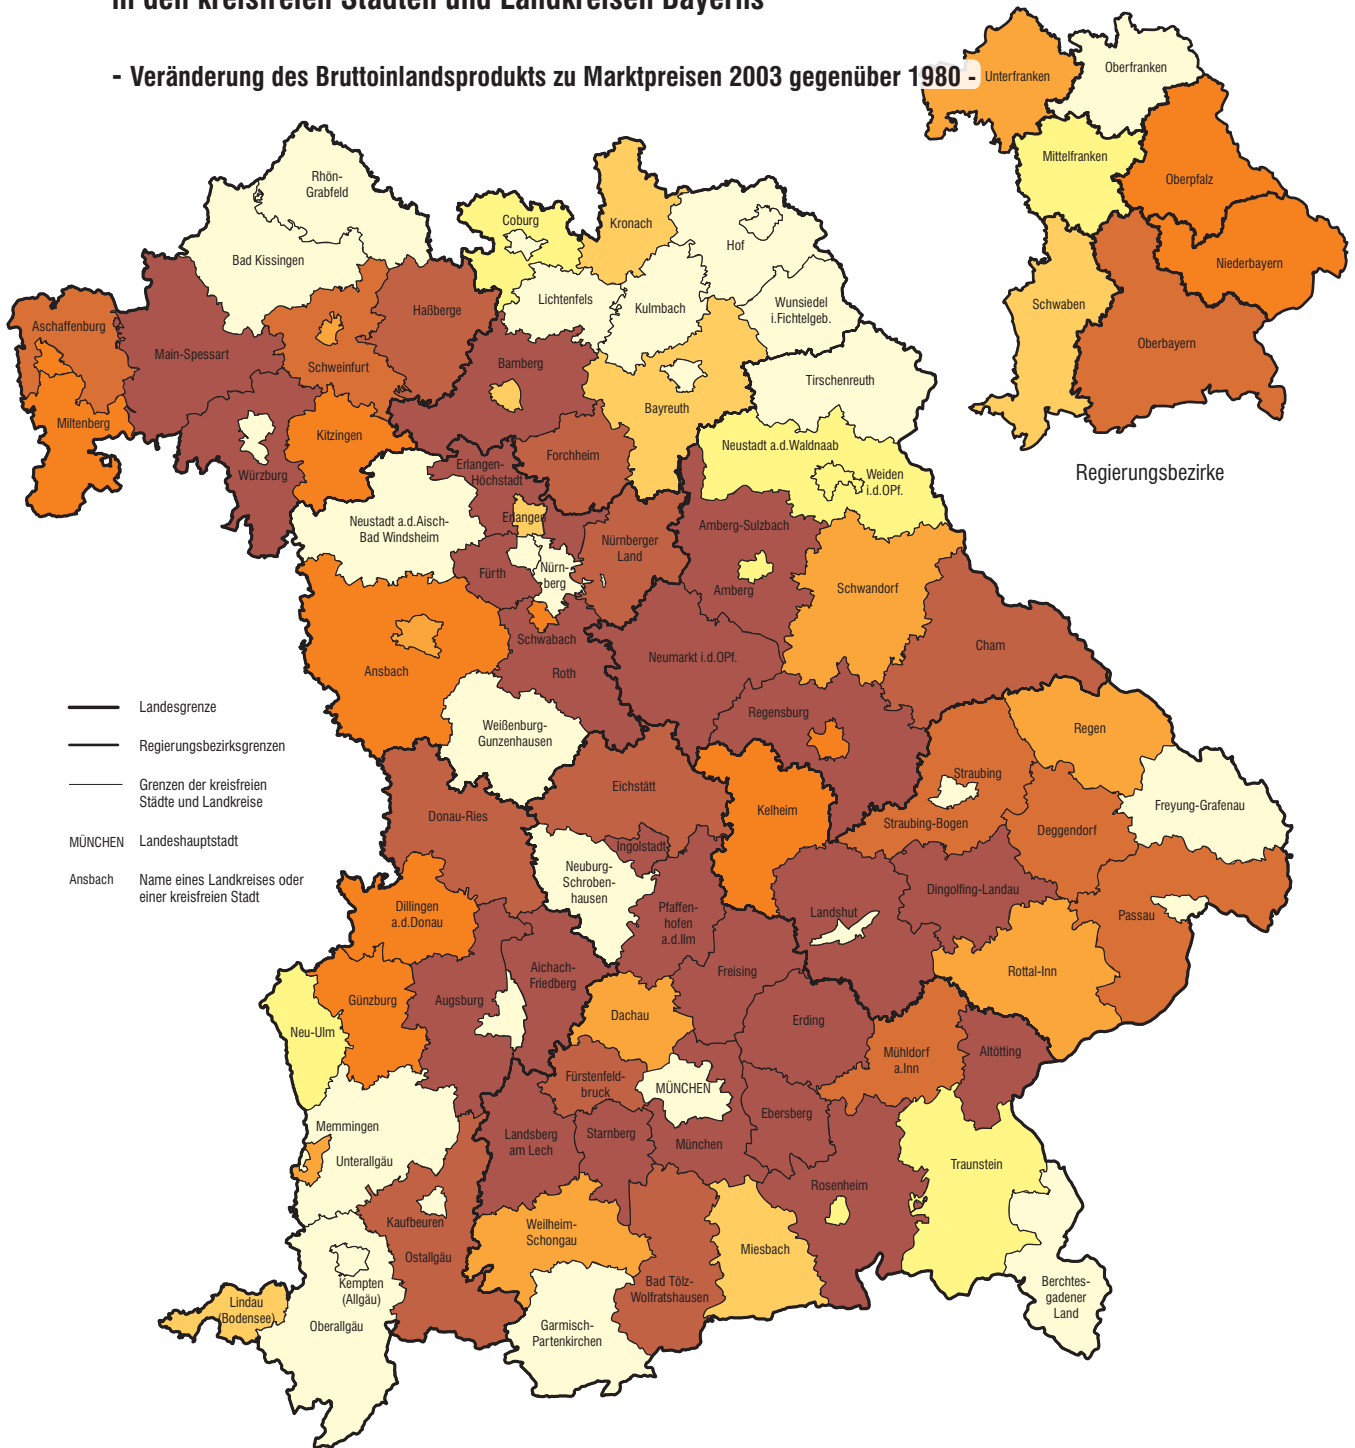 in den kreisfreien Städten und Landkreisen Bayerns
- Veränderung des Bruttoinlandsprodukts zu Marktpreisen 2003 gegenüber 1980 -
Unterfranken
Oberfranken
Mittelfranken
Oberpfalz
Niederbayern
Schwaben
Oberbayern
Regierungsbezirke
Rhön-
Grabfeld
Bad Kissingen
Coburg
Kronach
Hof
Lichtenfels
Kulmbach
Wunsiedel
i.Fichtelgeb.
Aschaffenburg
Main-Spessart
Schweinfurt
Haßberge
Bamberg
Bayreuth
Tirschenreuth
Miltenberg
Kitzingen
Würzburg
Forchheim
Erlangen-
Höchstadt
Neustadt a.d.Waldnaab
Weiden
i.d.OPf.
Neustadt a.d.Aisch-
Bad Windsheim
Erlangen
Fürth
Nürn-
berg
Nürnberger
Land
Amberg-Sulzbach
Amberg
Schwandorf
Cham
Ansbach
Schwabach
Roth
Neumarkt i.d.OPf.
Regensburg
Regen
Weißenburg-
Gunzenhausen
Eichstätt
Kelheim
Straubing
Straubing-Bogen
Deggendorf
Freyung-Grafenau
Landesgrenze
Regierungsbezirksgrenzen
Grenzen der kreisfreien
Städte und Landkreise
MÜNCHEN Landeshauptstadt
Ansbach Name eines Landkreises oder
einer kreisfreien Stadt
Donau-Ries
Ingolstadt
Neuburg-
Schroben-
hausen
Dillingen
a.d.Donau
Pfaffen-
hofen
a.d.Ilm
Landshut
Dingolfing-Landau
Passau
Rottal-Inn
Günzburg
Augsburg
Aichach-
Friedberg
Freising
Erding
Dachau
Neu-Ulm
Mühldorf
a.Inn
Altötting
Fürstenfeld-
bruck
MÜNCHEN
Ebersberg
Memmingen
Unterallgäu
Landsberg
am Lech
Starnberg
München
Traunstein
Rosenheim
Kaufbeuren
Ostallgäu
Weilheim-
Schongau
Miesbach
Bad Tölz-
Wolfratshausen
Berchtes-
gadener
Land
Kempten
(Allgäu)
Oberallgäu
Lindau
(Bodensee)
Garmisch-
Partenkirchen